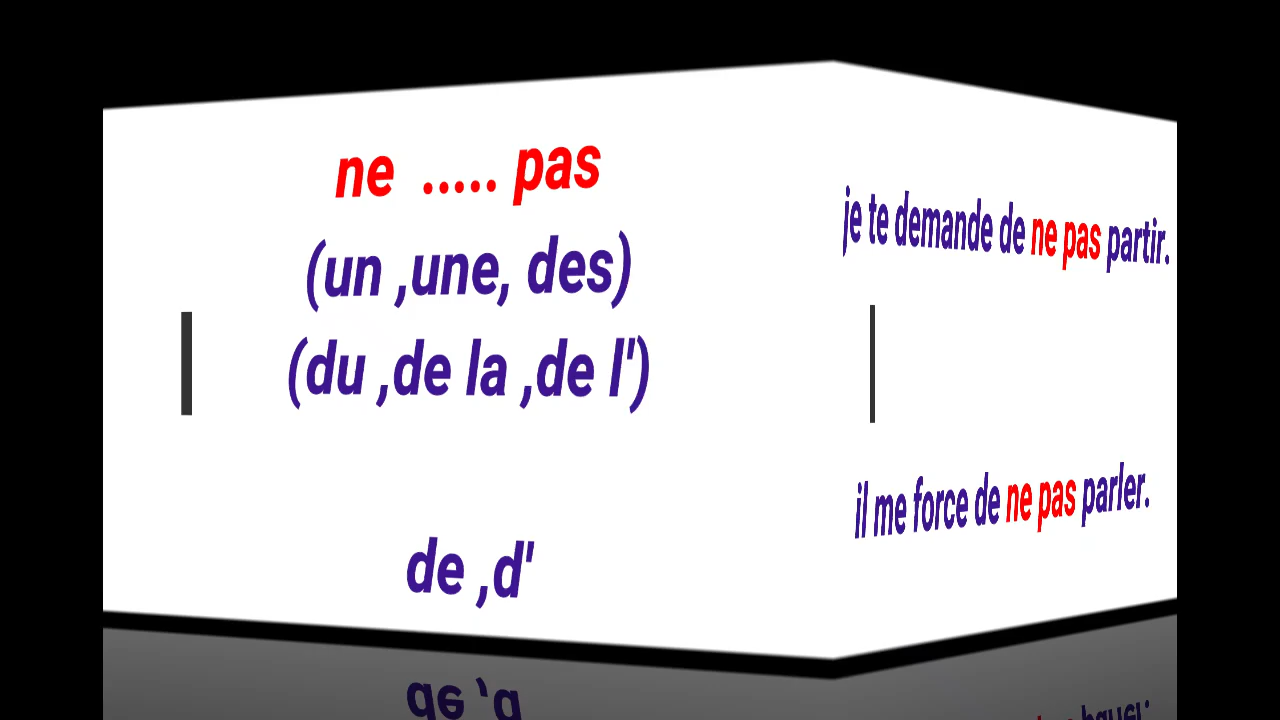 ne ..... pas
(un ,une, des)
(du ,de la ,de l')
de ,d'
je te demande de ne pas partir.
il me force de ne pas parler.